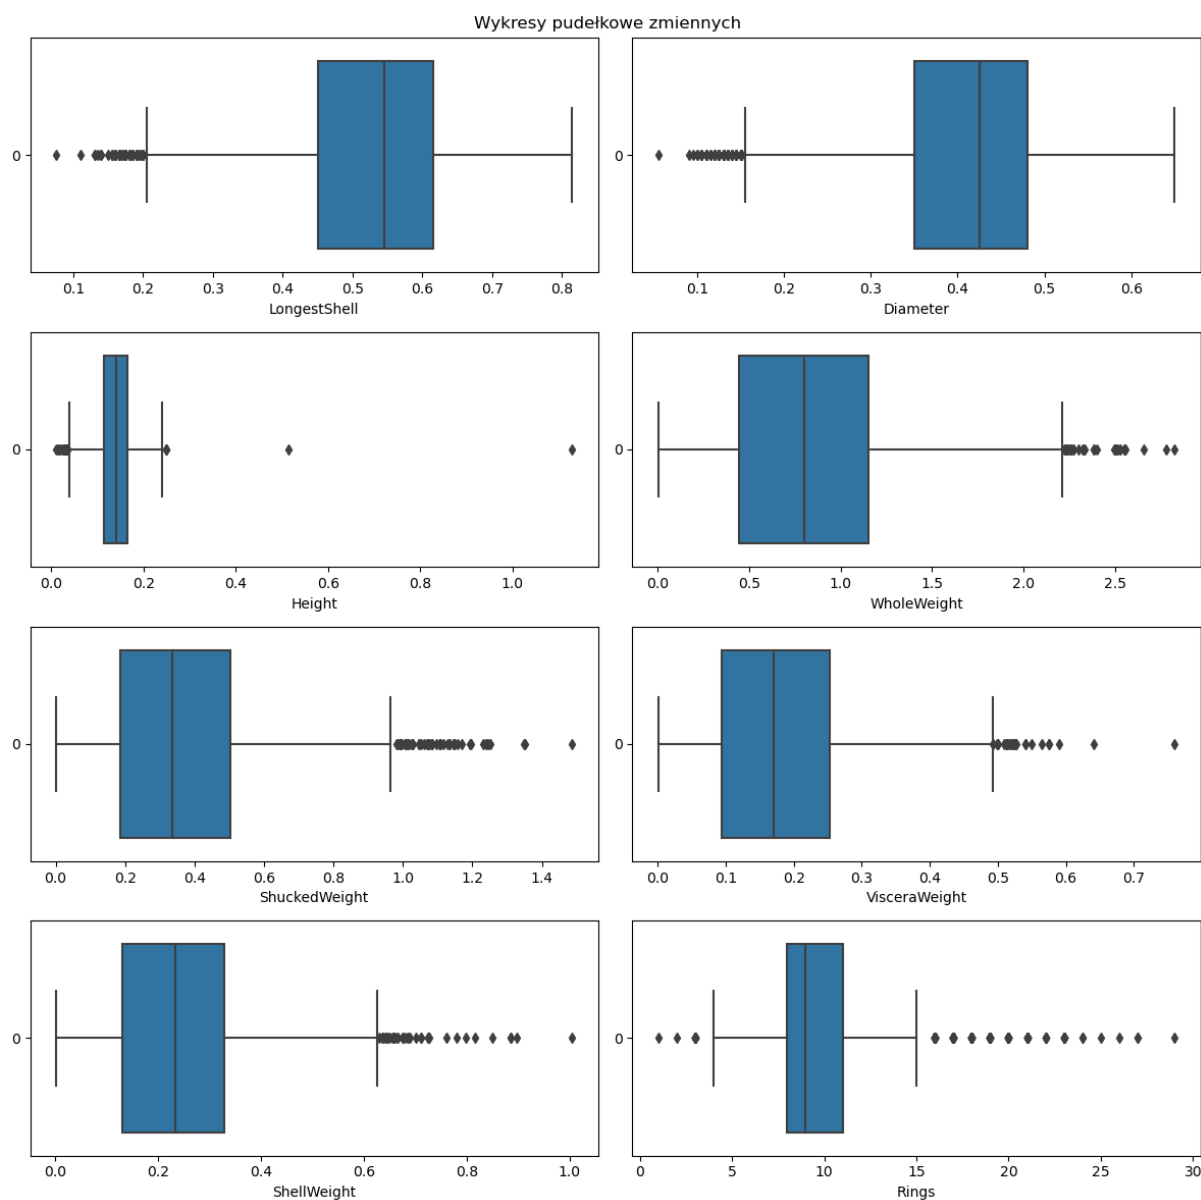 Wykresy pudełkowe zmiennych
0
0.1 0.2 0.3 0.4 0.5 0.6 0.7 0.8
LongestShell
0
0.1 0.2 0.3 0.4 0.5 0.6
Diameter
0
0.0 0.2 0.4 0.6 0.8 1.0
Height
0
0.0 0.5 1.0 1.5 2.0 2.5
WholeWeight
0
0.0 0.2 0.4 0.6 0.8 1.0 1.2 1.4
ShuckedWeight
0
0.0 0.1 0.2 0.3 0.4 0.5 0.6 0.7
VisceraWeight
0
0.0 0.2 0.4 0.6 0.8 1.0
ShellWeight
0
0 5 10 15 20 25 30
Rings